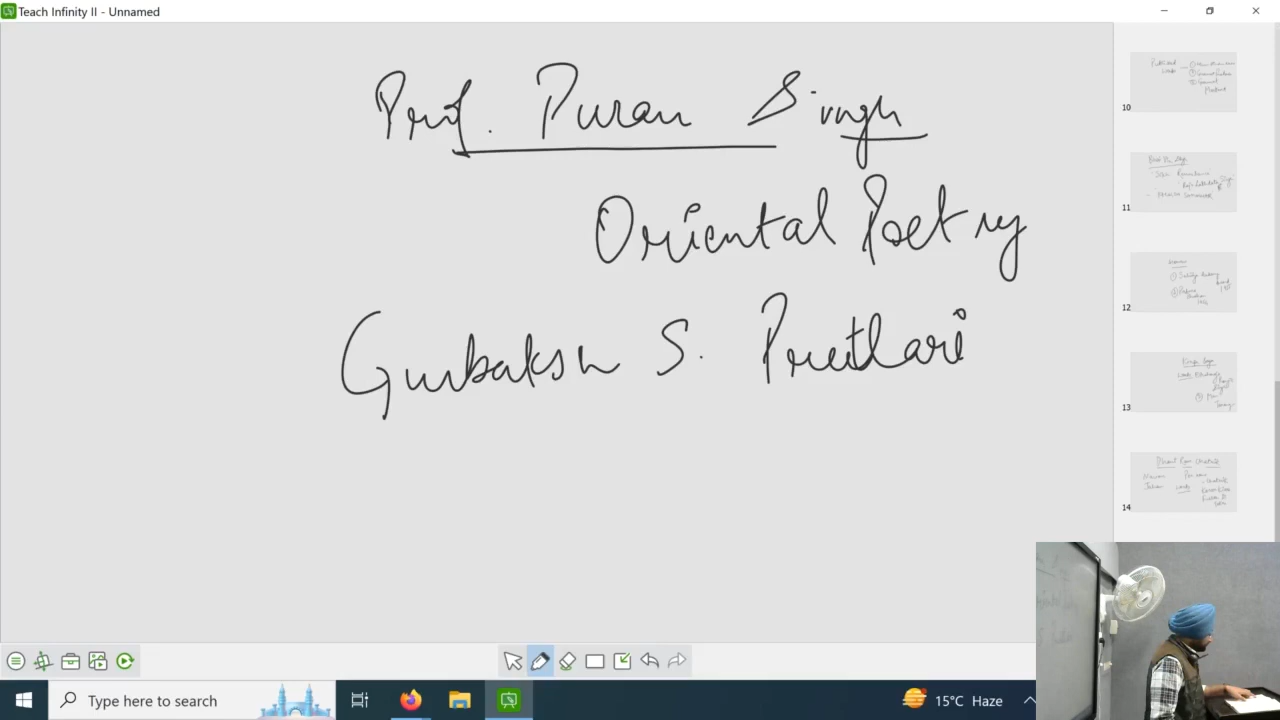 Teach Infinity II - Unnamed
Prof. Puran Singh
Oriental Poetry
Gurbaksh S. Preetlari
10
11
12
13
14
Type here to search
15°C Haze